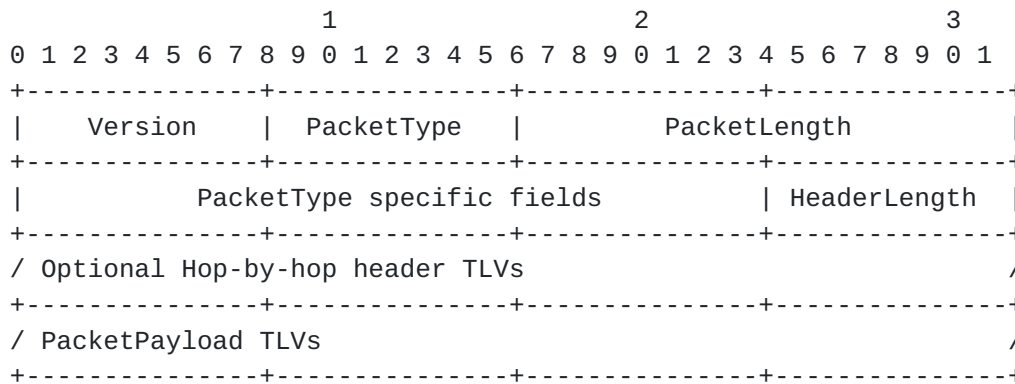 1                   2                   3
0 1 2 3 4 5 6 7 8 9 0 1 2 3 4 5 6 7 8 9 0 1 2 3 4 5 6 7 8 9 0 1
+---------------+---------------+---------------+---------------+
|    Version    |  PacketType   |         PacketLength          |
+---------------+---------------+---------------+---------------+
|           PacketType specific fields          | HeaderLength  |
+---------------+---------------+---------------+---------------+
/ Optional Hop-by-hop header TLVs                               /
+---------------+---------------+---------------+---------------+
/ PacketPayload TLVs                                            /
+---------------+---------------+---------------+---------------+